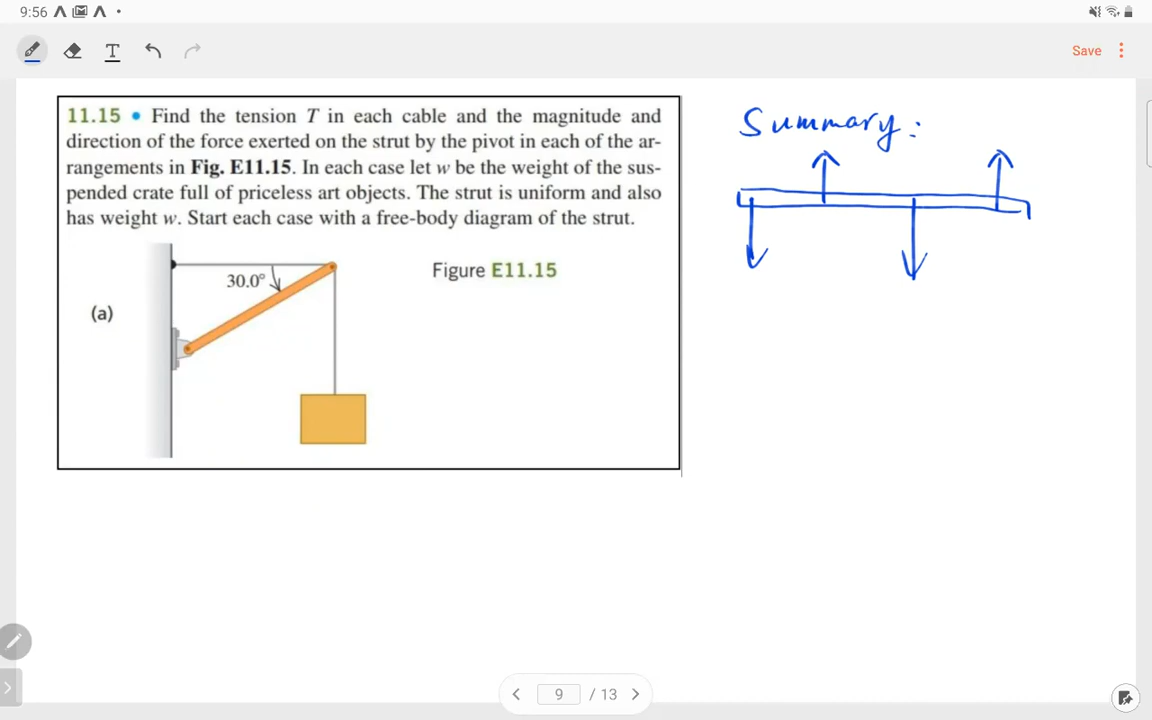 9:56
Save
11.15 • Find the tension T in each cable and the magnitude and
direction of the force exerted on the strut by the pivot in each of the ar-
rangements in Fig. E11.15. In each case let w be the weight of the sus-
pended crate full of priceless art objects. The strut is uniform and also
has weight w. Start each case with a free-body diagram of the strut.
30.0°
Figure E11.15
(a)
Summary:
9 / 13